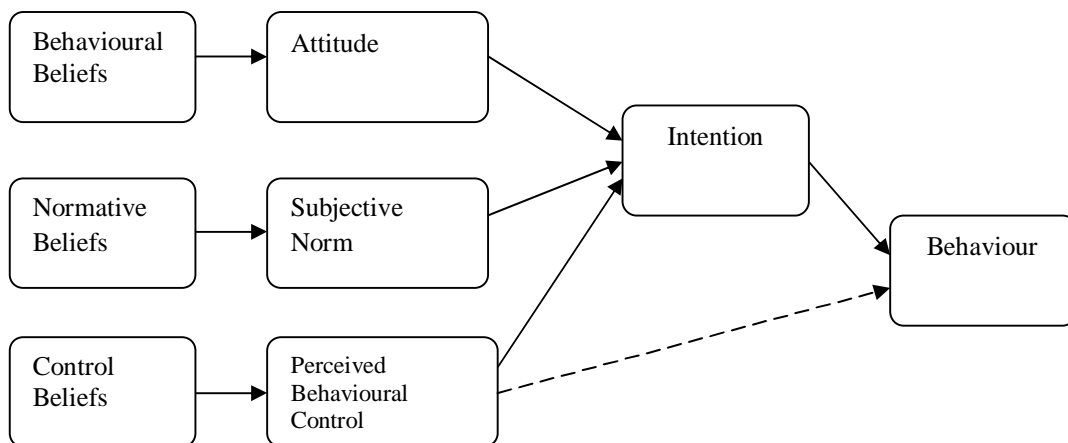 Behavioural
Beliefs
Attitude
Intention
Normative
Beliefs
Subjective
Norm
Behaviour
Control
Beliefs
Perceived
Behavioural
Control